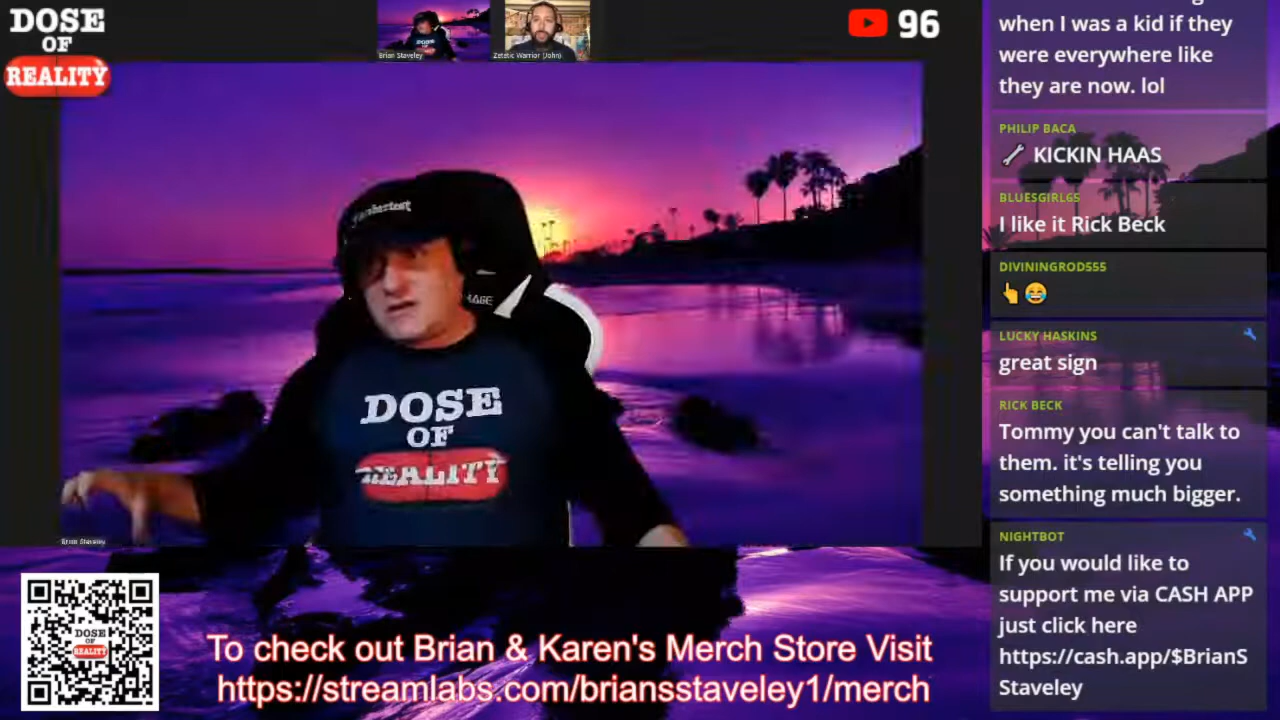 DOSE
OF
REALITY
Brian Staveley
Zetetic Warrior (John)
96
when I was a kid if they
were everywhere like
they are now. lol
PHILIP BACA
KICKIN HAAS
BLUESGIRL65
I like it Rick Beck
DIVININGROD555
LUCKY HASKINS
great sign
RICK BECK
Tommy you can't talk to
them. it's telling you
something much bigger.
NIGHTBOT
If you would like to
support me via CASH APP
just click here
https://cash.app/$BrianS
Staveley
DOSE
OF
REALITY
Brian Staveley
DOSE
OF
REALITY
To check out Brian & Karen's Merch Store Visit
https://streamlabs.com/briansstaveley1/merch